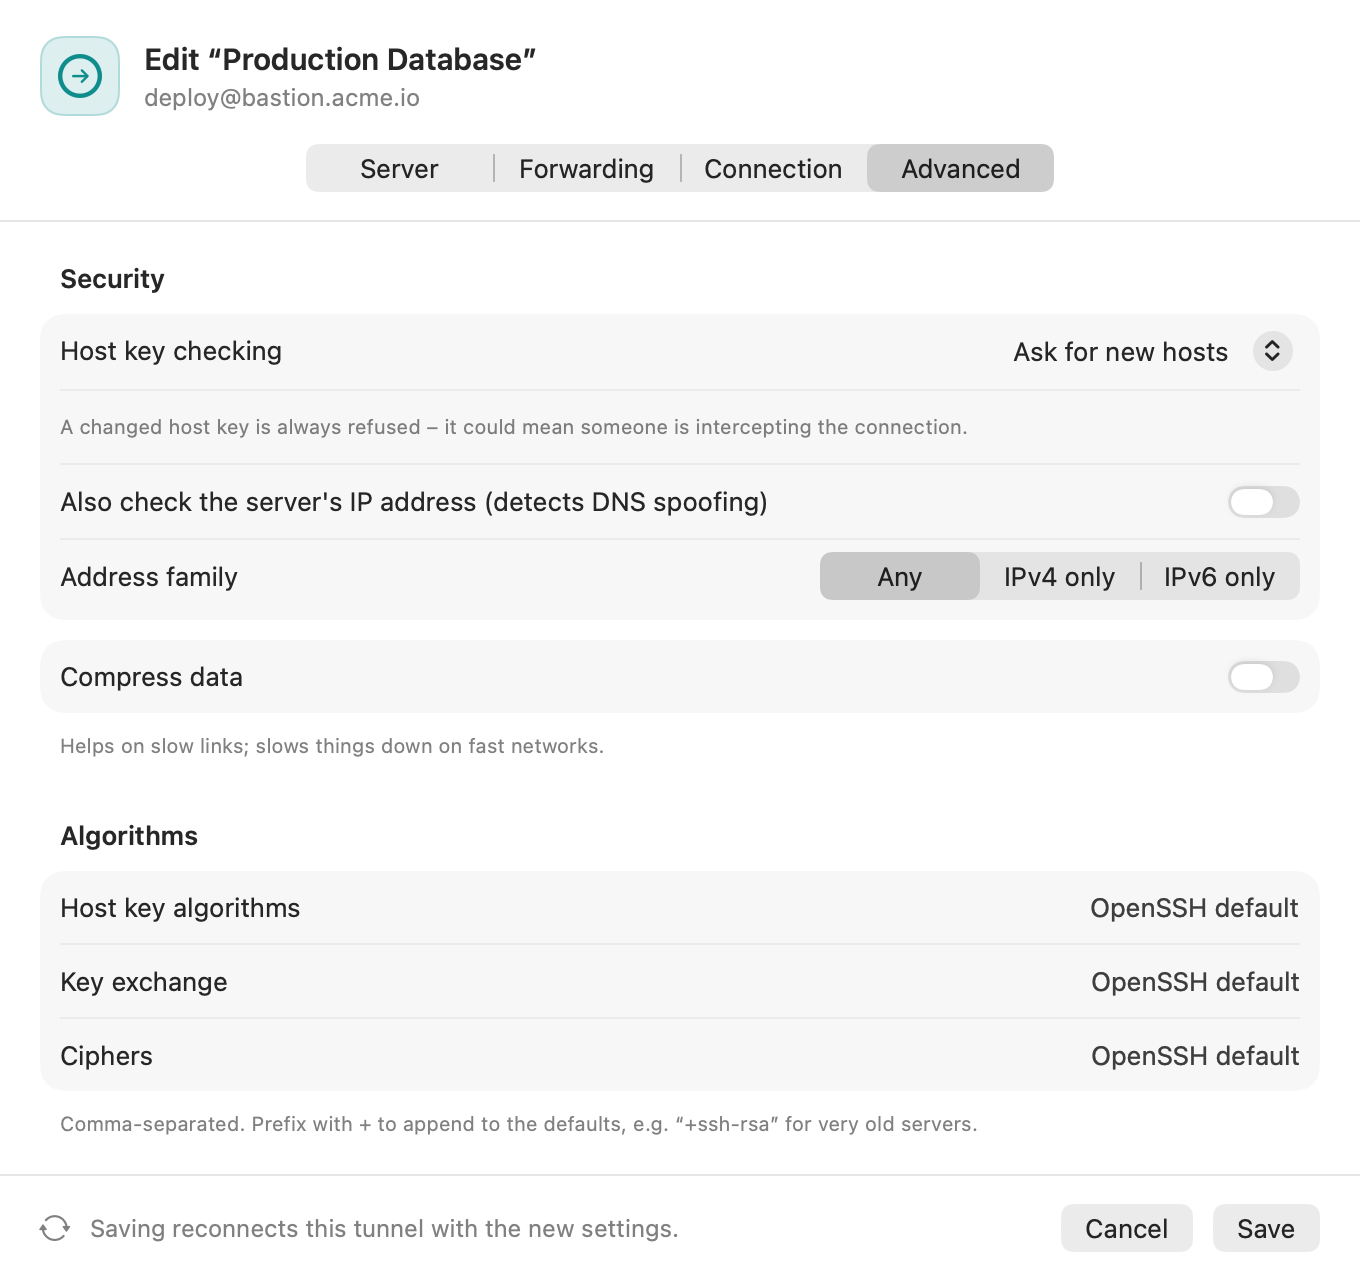 Edit “Production Database”
deploy@bastion.acme.io
Server Forwarding Connection Advanced
Security
Host key checking Ask for new hosts
A changed host key is always refused – it could mean someone is intercepting the connection.
Also check the server's IP address (detects DNS spoofing)
Address family Any IPv4 only IPv6 only
Compress data
Helps on slow links; slows things down on fast networks.
Algorithms
Host key algorithms OpenSSH default
Key exchange OpenSSH default
Ciphers OpenSSH default
Comma-separated. Prefix with + to append to the defaults, e.g. “+ssh-rsa” for very old servers.
Saving reconnects this tunnel with the new settings. Cancel Save